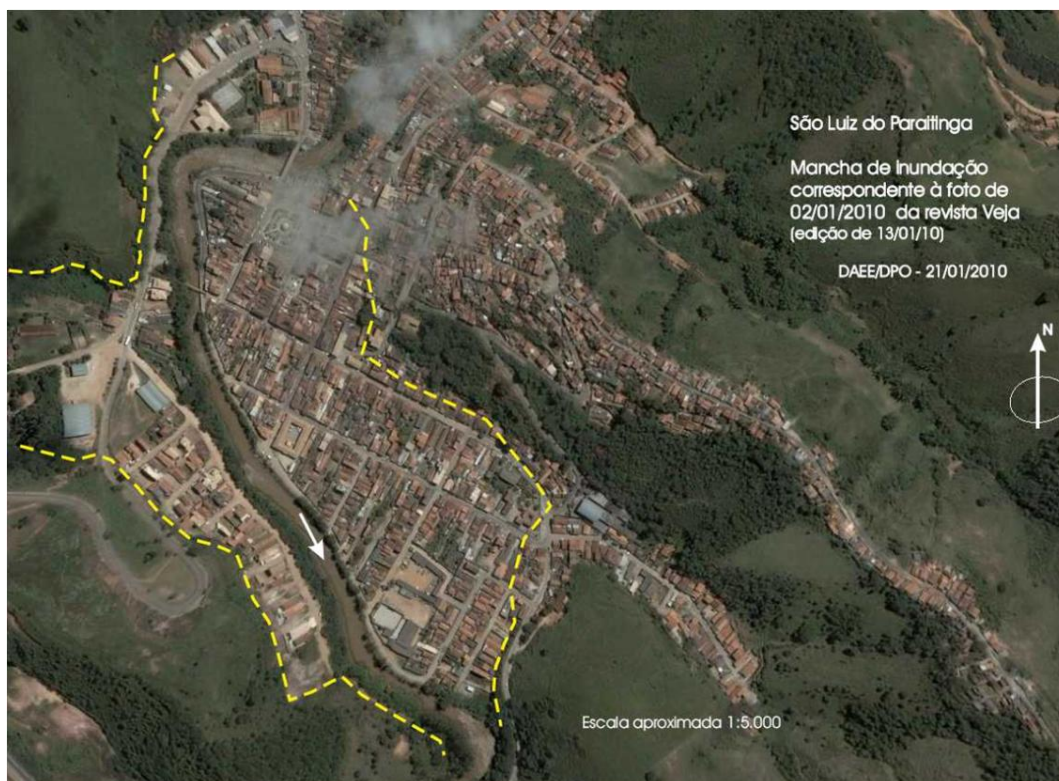 São Luiz do Paraitinga
Mancha de inundação
correspondente à foto de
02/01/2010 da revista Veja
(edição de 13/01/10)
DAEE/DPO - 21/01/2010
N
Escala aproximada 1:5.000